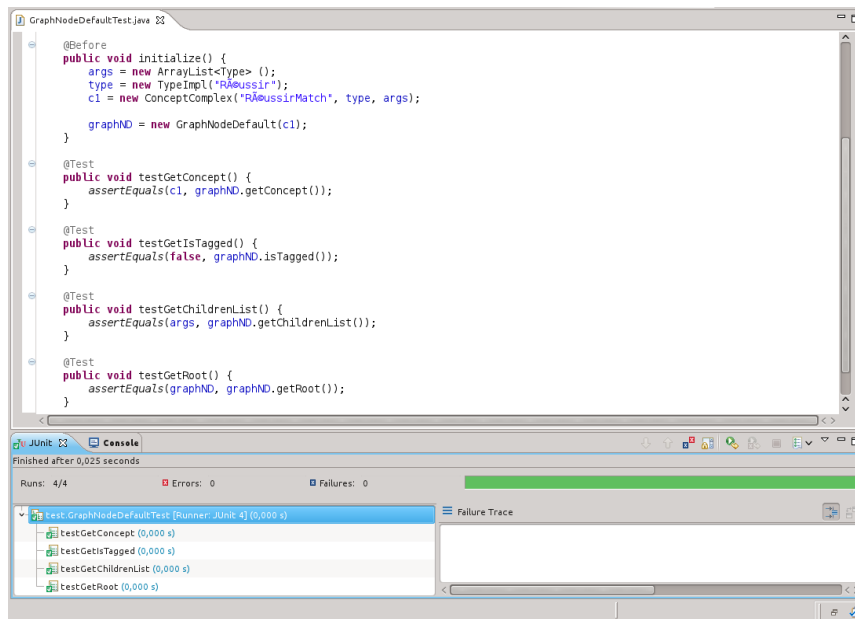 GraphNodeDefaultTest.java
@Before
public void initialize() {
args = new ArrayList<Type> ();
type = new TypeImpl("RÃ©ussir");
c1 = new ConceptComplex("RÃ©ussirMatch", type, args);
graphND = new GraphNodeDefault(c1);
}
@Test
public void testGetConcept() {
assertEquals(c1, graphND.getConcept());
}
@Test
public void testGetIsTagged() {
assertEquals(false, graphND.isTagged());
}
@Test
public void testGetChildrenList() {
assertEquals(args, graphND.getChildrenList());
}
@Test
public void testGetRoot() {
assertEquals(graphND, graphND.getRoot());
}
JUnit Console
Finished after 0,025 seconds
Runs: 4/4 Errors: 0 Failures: 0
test.GraphNodeDefaultTest [Runner: JUnit 4] (0,000 s)
Failure Trace
testGetConcept (0,000 s)
testGetIsTagged (0,000 s)
testGetChildrenList (0,000 s)
testGetRoot (0,000 s)